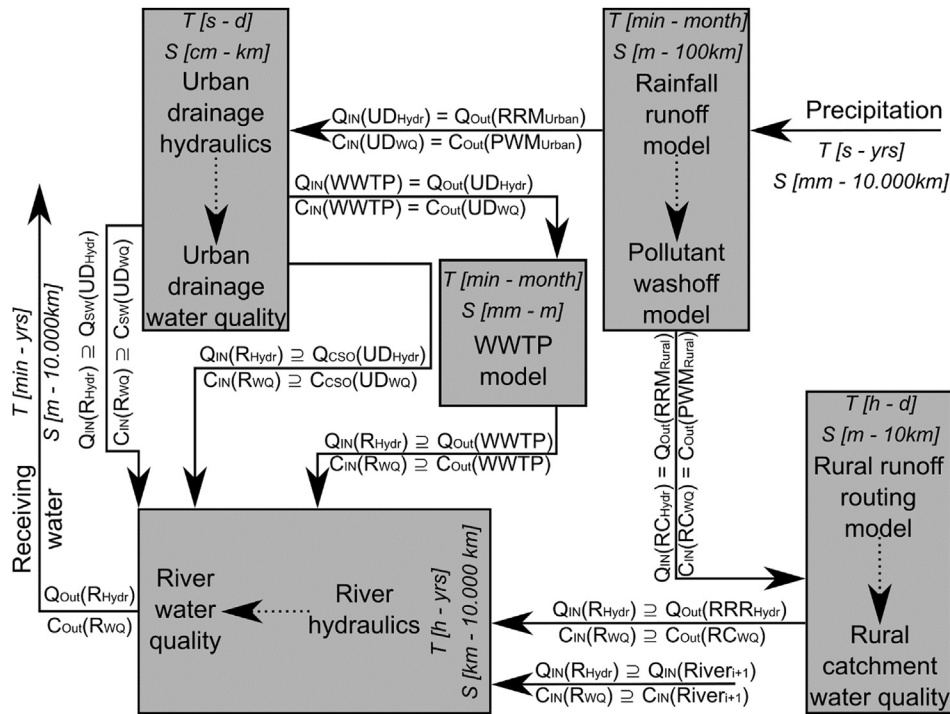 T [s - d]
S [cm - km]
Urban
drainage
hydraulics
Urban
drainage
water quality
T [min - month]
S [m - 100km]
Rainfall
runoff
model
Pollutant
washoff
model
Precipitation
T [s - yrs]
S [mm - 10.000km]
QIN(UDHydr) = QOut(RRMUrban)
CIN(UDWQ) = COut(PWMUrban)
QIN(WWTP) = QOut(UDHydr)
CIN(WWTP) = COut(UDWQ)
T [min - month]
S [mm - m]
WWTP
model
QIN(RHydr) ⊇ QCSO(UDHydr)
CIN(RWQ) ⊇ CCSO(UDWQ)
QIN(RHydr) ⊇ QSW(UDHydr)
CIN(RWQ) ⊇ CSW(UDWQ)
T [min - yrs]
S [m - 10.000km]
Receiving
water
QIN(RHydr) ⊇ QOut(WWTP)
CIN(RWQ) ⊇ COut(WWTP)
QIN(RCHydr) = QOut(RRMRural)
CIN(RCWQ) = COut(PWMRural)
T [h - d]
S [m - 10km]
Rural runoff
routing
model
Rural
catchment
water quality
QOut(RHydr)
COut(RWQ)
River
water
quality
River
hydraulics
T [h - yrs]
S [km - 10.000 km]
QIN(RHydr) ⊇ QOut(RRRHydr)
CIN(RWQ) ⊇ COut(RCWQ)
QIN(RHydr) ⊇ QIN(Riveri+1)
CIN(RWQ) ⊇ CIN(Riveri+1)